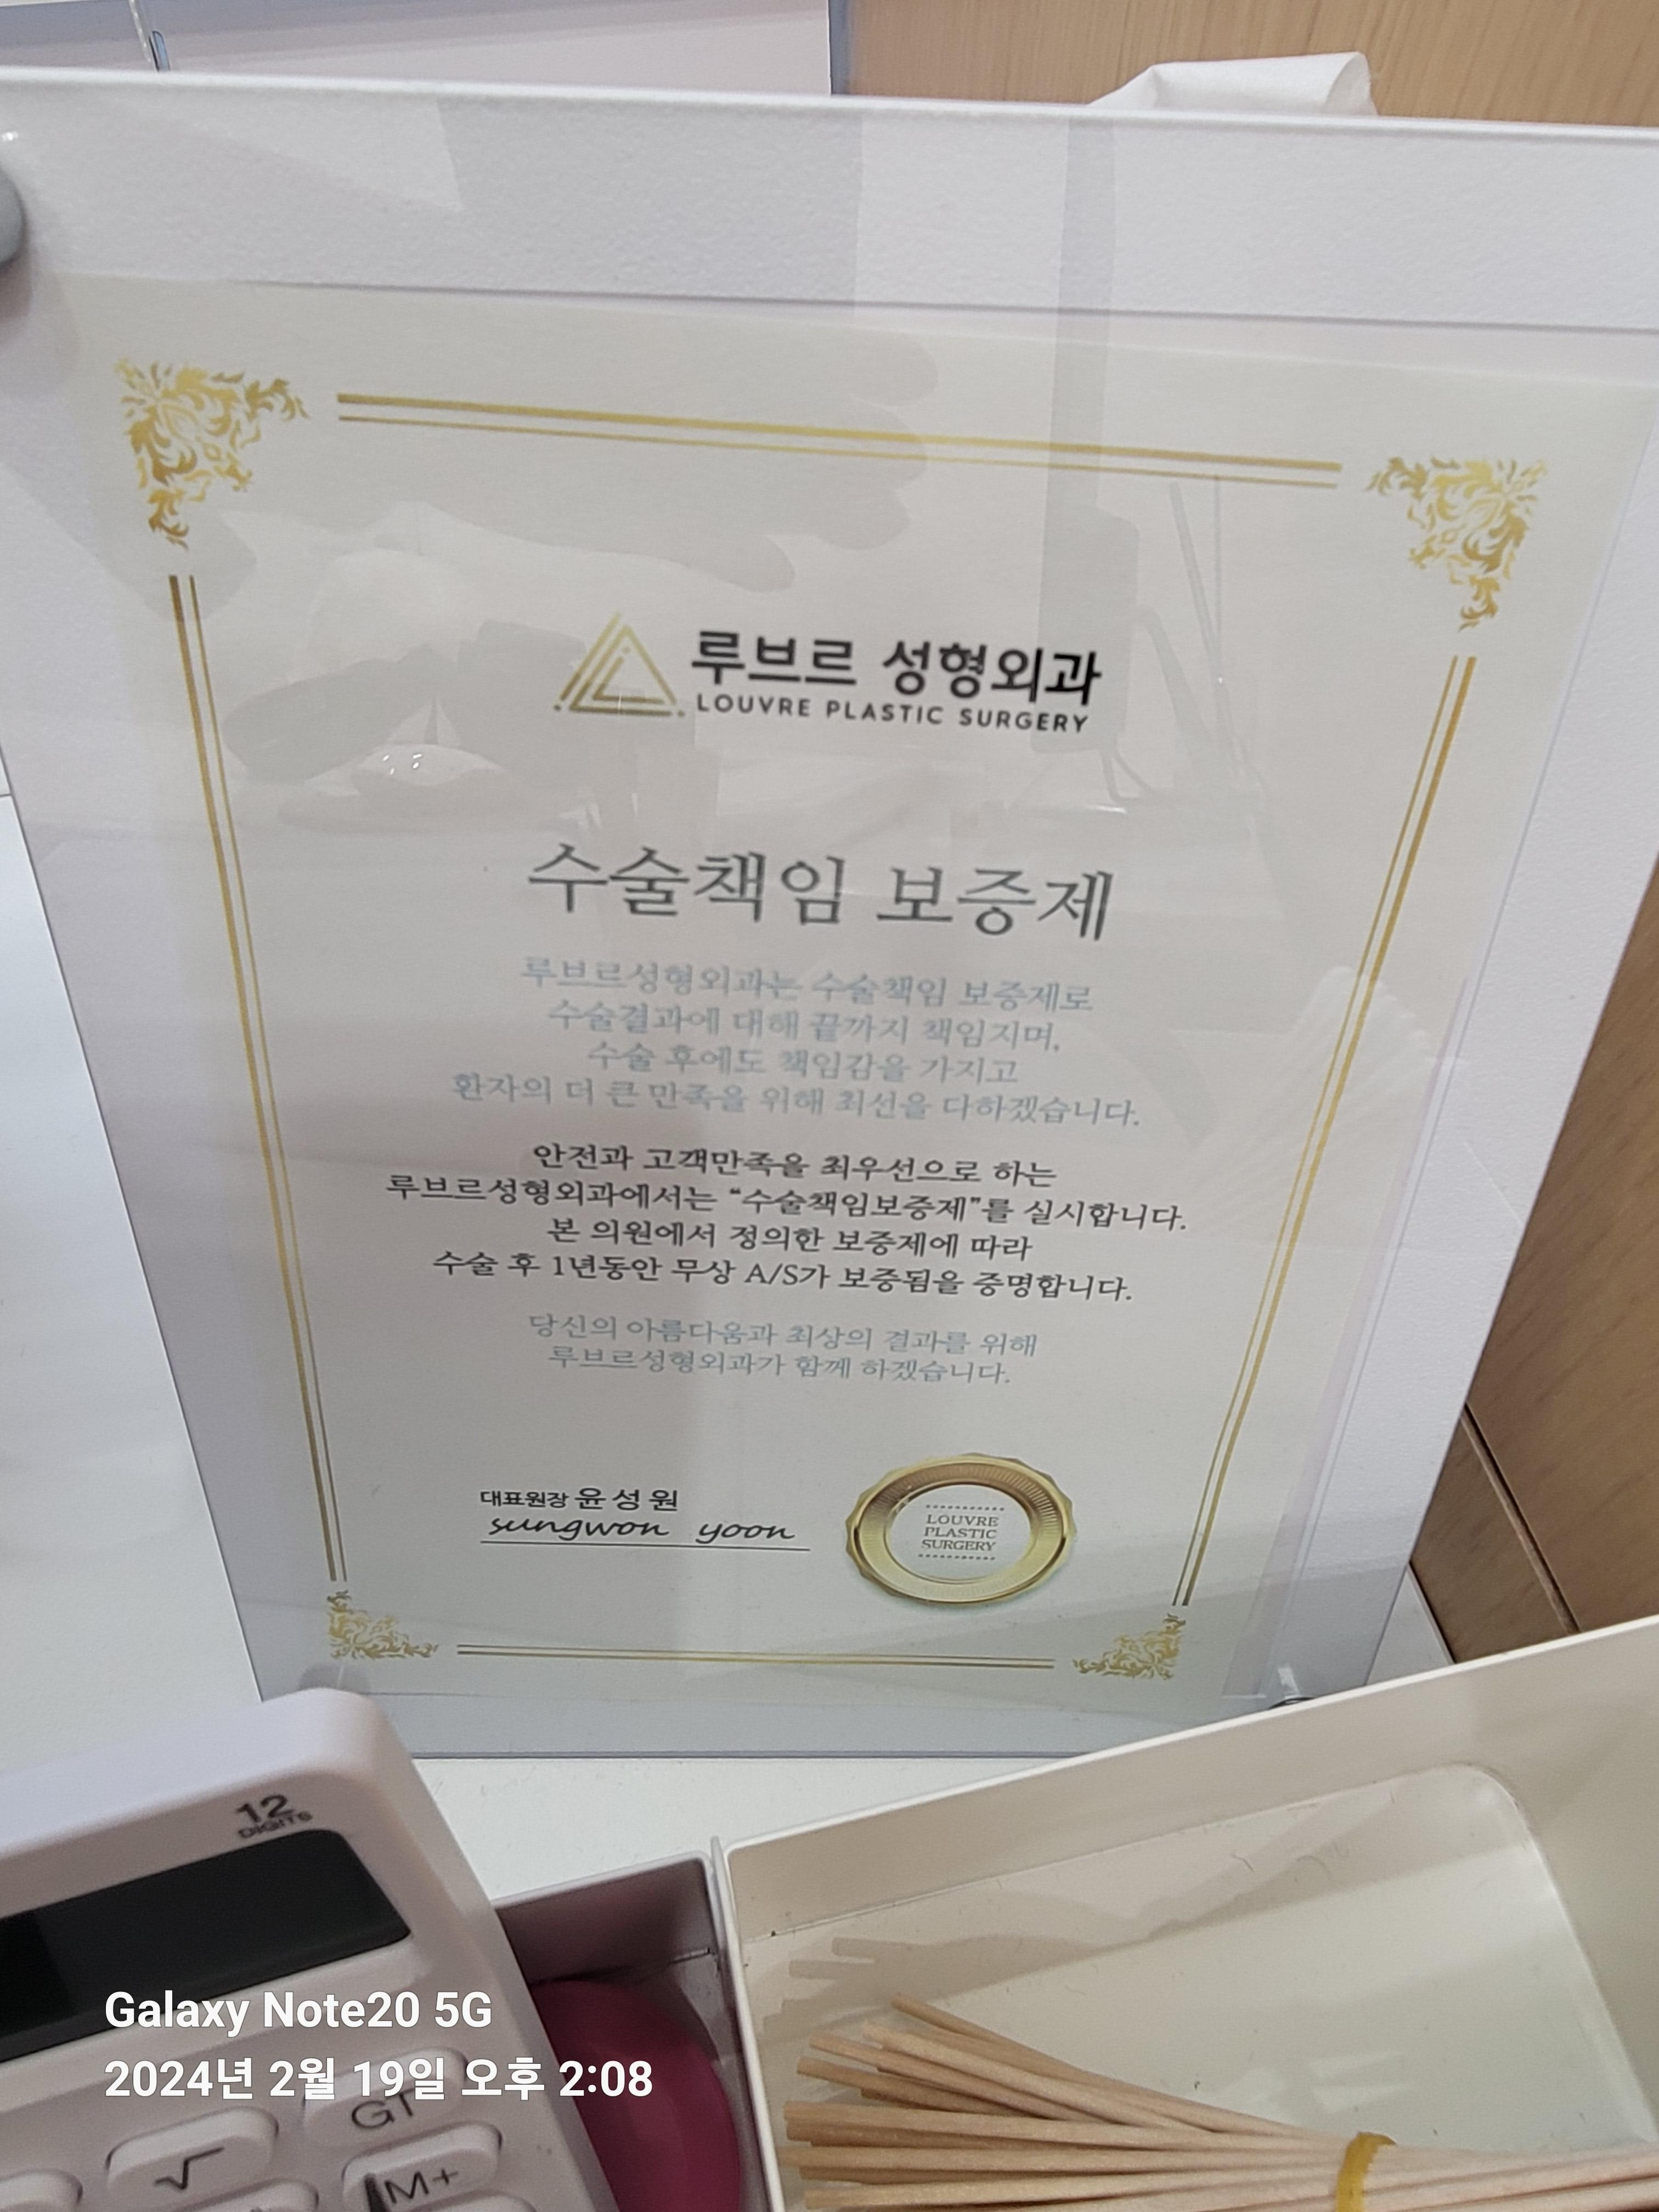 루브르 성형외과
LOUVRE PLASTIC SURGERY
수술책임 보증제
루브르성형외과는 수술책임 보증제로
수술결과에 대해 끝까지 책임지며,
수술 후에도 책임감을 가지고
환자의 더 큰 만족을 위해 최선을 다하겠습니다.
안전과 고객만족을 최우선으로 하는
루브르성형외과에서는 “수술책임보증제”를 실시합니다.
본 의원에서 정의한 보증제에 따라
수술 후 1년동안 무상 A/S가 보증됨을 증명합니다.
당신의 아름다움과 최상의 결과를 위해
루브르성형외과가 함께 하겠습니다.
대표원장 윤성원
sungwon yoon
LOUVRE
PLASTIC
SURGERY
12
DIGITS
Galaxy Note20 5G
2024년 2월 19일 오후 2:08
GT
√
M+